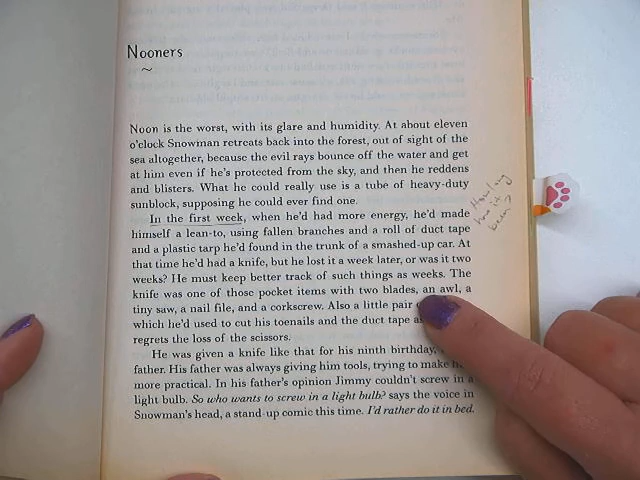 Nooners
~
Noon is the worst, with its glare and humidity. At about eleven
o'clock Snowman retreats back into the forest, out of sight of the
sea altogether, because the evil rays bounce off the water and get
at him even if he's protected from the sky, and then he reddens
and blisters. What he could really use is a tube of heavy-duty
sunblock, supposing he could ever find one.
In the first week, when he'd had more energy, he'd made
himself a lean-to, using fallen branches and a roll of duct tape
and a plastic tarp he'd found in the trunk of a smashed-up car. At
that time he'd had a knife, but he lost it a week later, or was it two
weeks? He must keep better track of such things as weeks. The
knife was one of those pocket items with two blades, an awl, a
tiny saw, a nail file, and a corkscrew. Also a little pair
which he'd used to cut his toenails and the duct tape
regrets the loss of the scissors.
He was given a knife like that for his ninth birthday,
father. His father was always giving him tools, trying to make
more practical. In his father's opinion Jimmy couldn't screw in a
light bulb. So who wants to screw in a light bulb? says the voice in
Snowman's head, a stand-up comic this time. I'd rather do it in bed.
How long
has it
been?